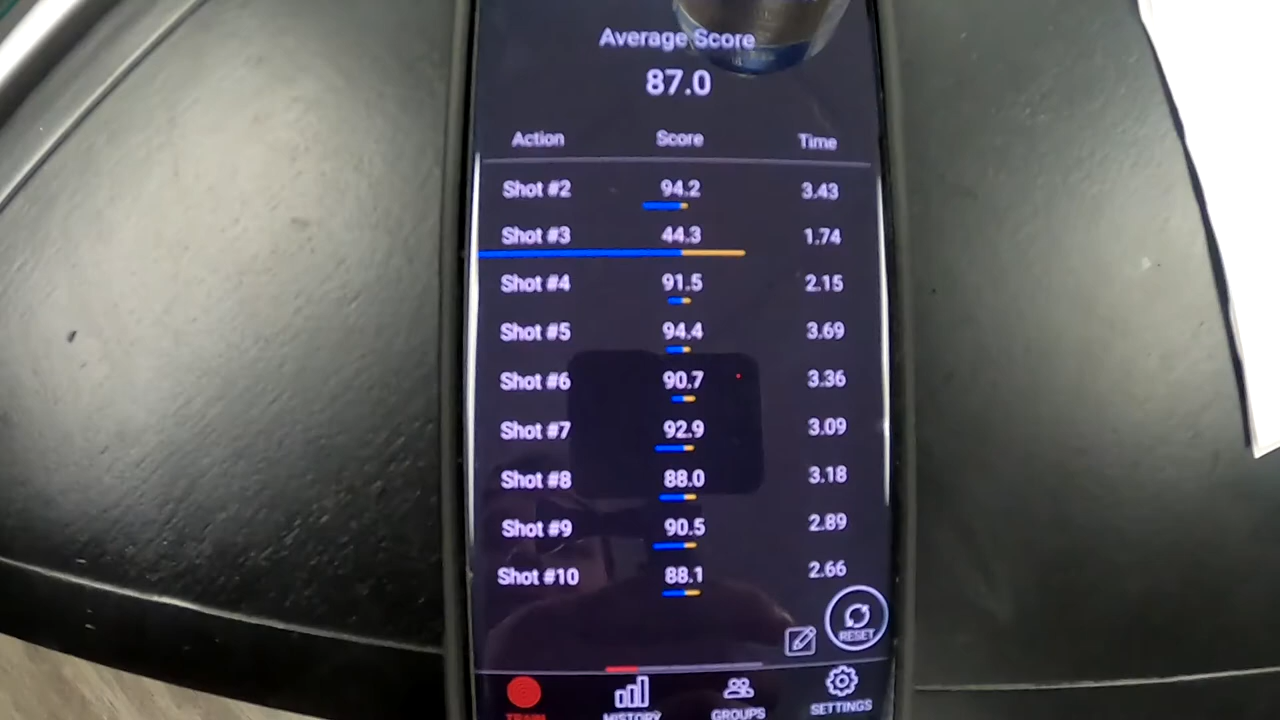 Average Score
87.0
Action Score Time
Shot #2 94.2 3.43
Shot #3 44.3 1.74
Shot #4 91.5 2.15
Shot #5 94.4 3.69
Shot #6 90.7 3.36
Shot #7 92.9 3.09
Shot #8 88.0 3.18
Shot #9 90.5 2.89
Shot #10 88.1 2.66
RESET
TRAIN HISTORY GROUPS SETTINGS